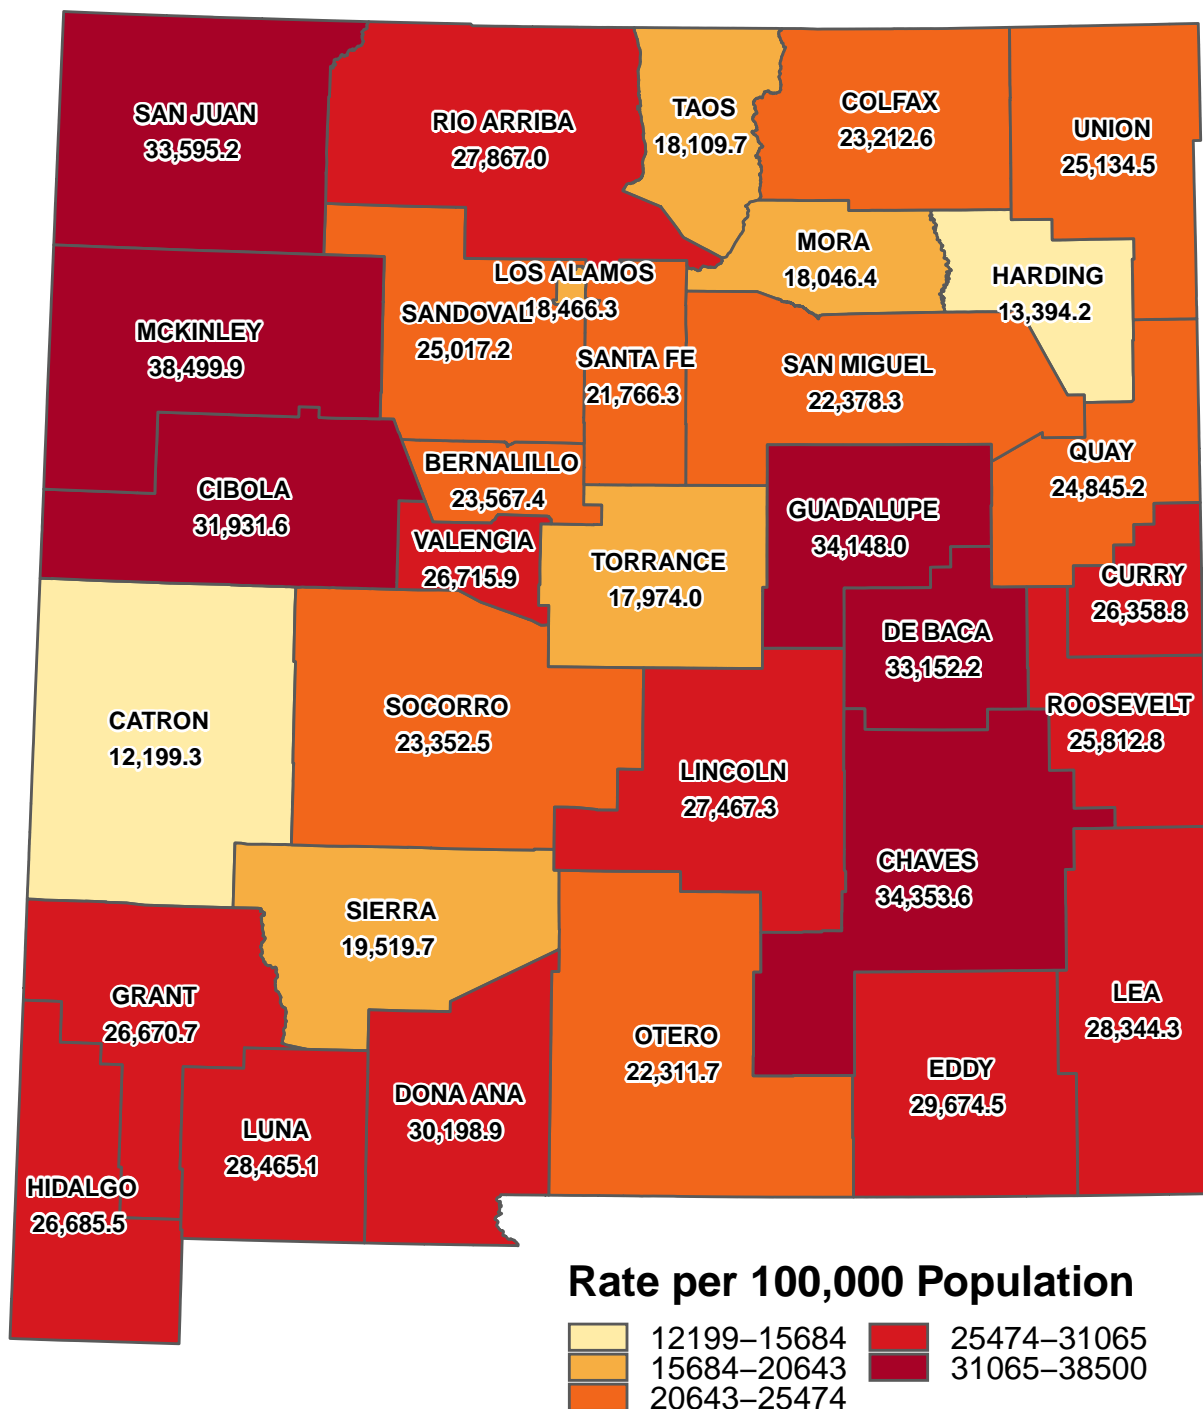 SAN JUAN
33,595.2
RIO ARRIBA
27,867.0
TAOS
18,109.7
COLFAX
23,212.6
UNION
25,134.5
MORA
18,046.4
HARDING
13,394.2
LOS ALAMOS
18,466.3
SANDOVAL
25,017.2
MCKINLEY
38,499.9
SANTA FE
21,766.3
SAN MIGUEL
22,378.3
QUAY
24,845.2
BERNALILLO
23,567.4
CIBOLA
31,931.6
GUADALUPE
34,148.0
VALENCIA
26,715.9
TORRANCE
17,974.0
CURRY
26,358.8
DE BACA
33,152.2
CATRON
12,199.3
SOCORRO
23,352.5
ROOSEVELT
25,812.8
LINCOLN
27,467.3
CHAVES
34,353.6
SIERRA
19,519.7
GRANT
26,670.7
LEA
28,344.3
OTERO
22,311.7
EDDY
29,674.5
DONA ANA
30,198.9
LUNA
28,465.1
HIDALGO
26,685.5
Rate per 100,000 Population
12199–15684
15684–20643
20643–25474
25474–31065
31065–38500